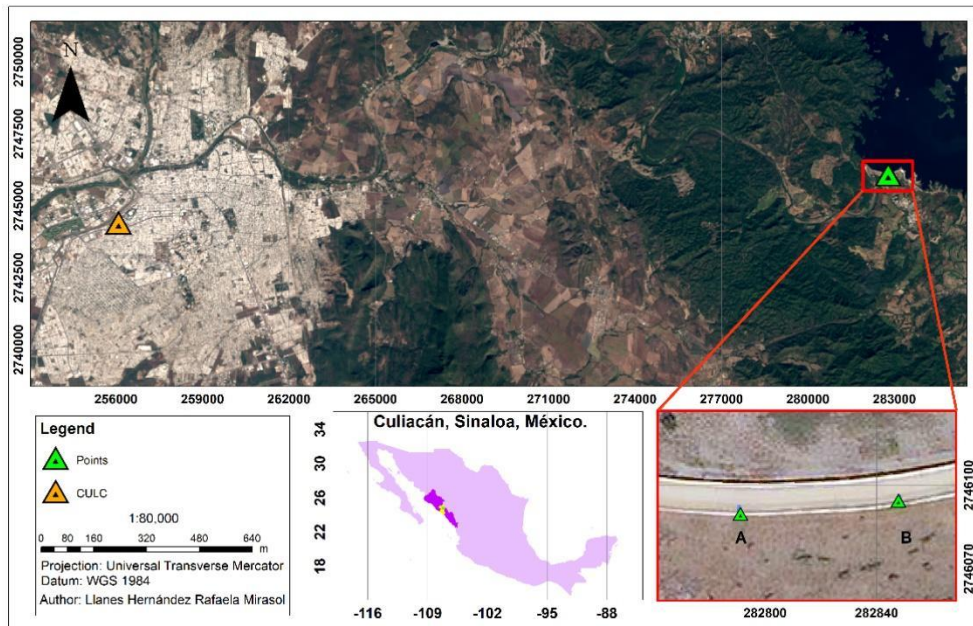 N
2750000
2747500
2745000
2742500
2740000
256000 259000 262000 265000 268000 271000 274000 277000 280000 283000
Legend
Points
CULC
1:80,000
0 80 160 320 480 640
m
Projection: Universal Transverse Mercator
Datum: WGS 1984
Author: Llanes Hernández Rafaela Mirasol
Culiacán, Sinaloa, México.
34
30
26
22
18
-116 -109 -102 -95 -88
A B
2746100
2746070
282800 282840